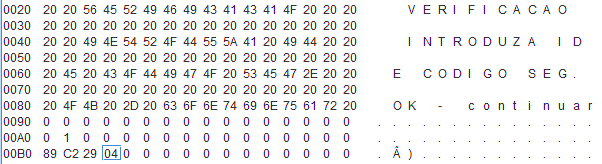 0020 20 20 56 45 52 49 46 49 43 41 43 41 4F 20 20 20 V E R I F I C A C A O
0030 20 20 20 20 20 20 20 20 20 20 20 20 20 20 20 20
0040 20 20 49 4E 54 52 4F 44 55 5A 41 20 49 44 20 20 I N T R O D U Z A I D
0050 20 20 20 20 20 20 20 20 20 20 20 20 20 20 20 20
0060 20 45 20 43 4F 44 49 47 4F 20 53 45 47 2E 20 20 E C O D I G O S E G .
0070 20 20 20 20 20 20 20 20 20 20 20 20 20 20 20 20
0080 20 4F 4B 20 2D 20 63 6F 6E 74 69 6E 75 61 72 20 O K - c o n t i n u a r
0090 0 0 0 0 0 0 0 0 0 0 0 0 0 0 0 0 . . . . . . . . . . . . . . . .
00A0 0 1 0 0 0 0 0 0 0 0 0 0 0 0 0 0 . . . . . . . . . . . . . . . .
00B0 89 C2 29 04 0 0 0 0 0 0 0 0 0 0 0 0 . Â ) . . . . . . . . . . . . .